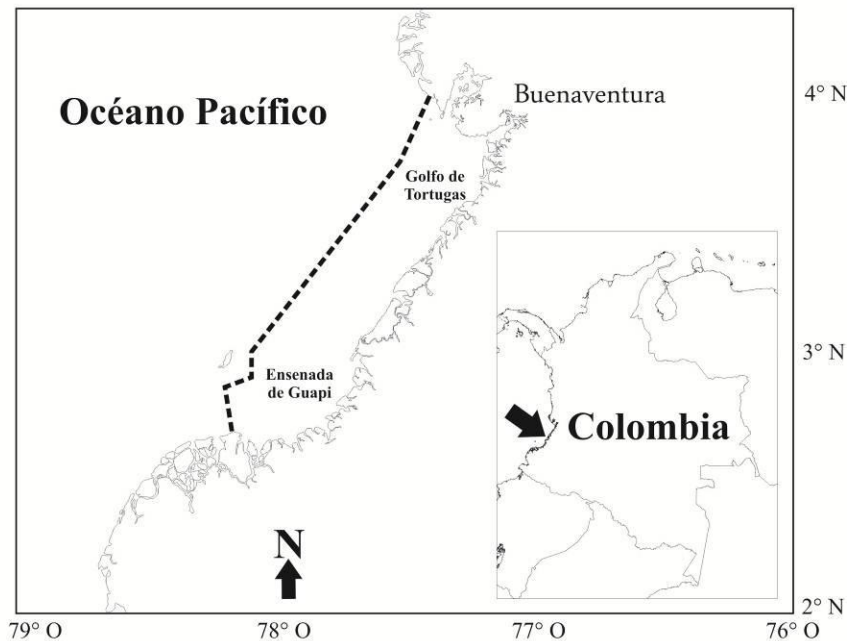 Océano Pacífico
Buenaventura
4° N
Golfo de
Tortugas
3° N
Ensenada
de Guapi
Colombia
N
2° N
79° O
78° O
77° O
76° O